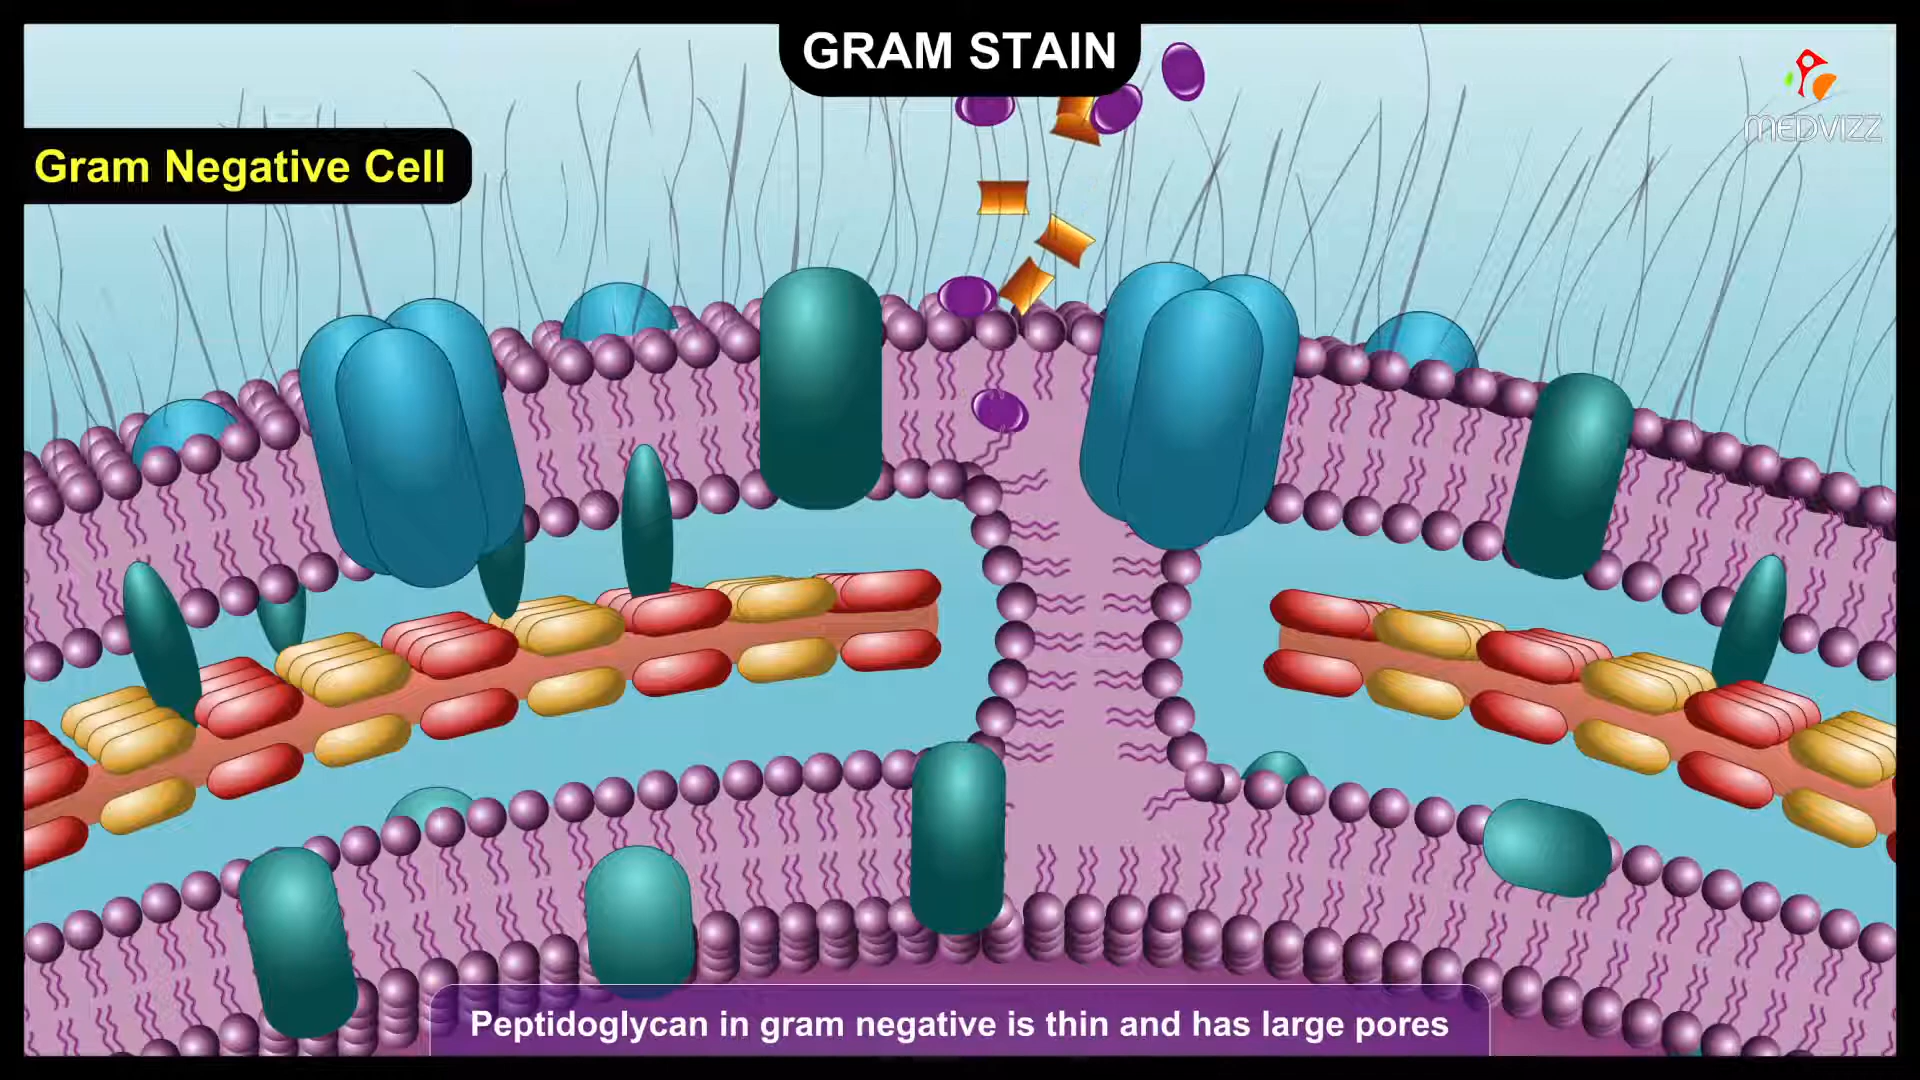 GRAM STAIN
MEDVIZZ
Gram Negative Cell
Peptidoglycan in gram negative is thin and has large pores